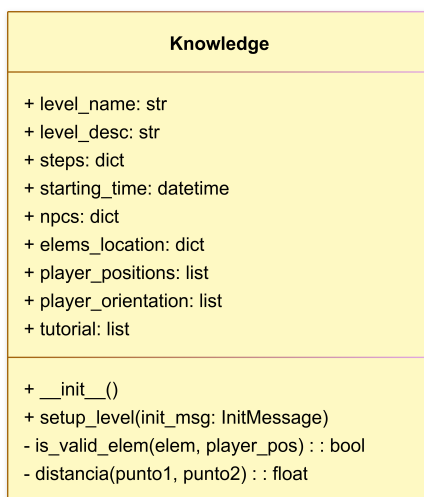 Knowledge
+ level_name: str
+ level_desc: str
+ steps: dict
+ starting_time: datetime
+ npcs: dict
+ elems_location: dict
+ player_positions: list
+ player_orientation: list
+ tutorial: list
+ __init__()
+ setup_level(init_msg: InitMessage)
- is_valid_elem(elem, player_pos) : : bool
- distancia(punto1, punto2) : : float